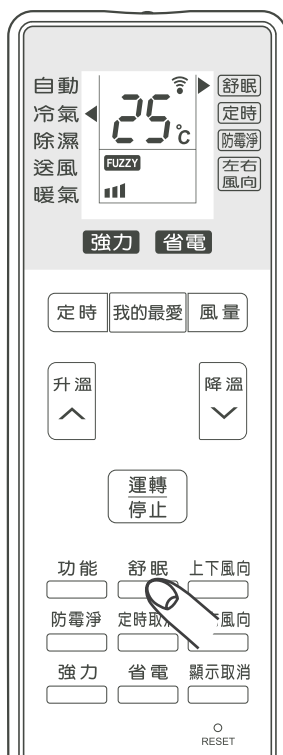 自動
冷氣
除濕
送風
暖氣
25℃
FUZZY
舒眠
定時
防霉淨
左右
風向
強力 省電
定時 我的最愛 風量
升溫 降溫
運轉
停止
功能 舒眠 上下風向
防霉淨 定時取 風向
強力 省電 顯示取消
RESET